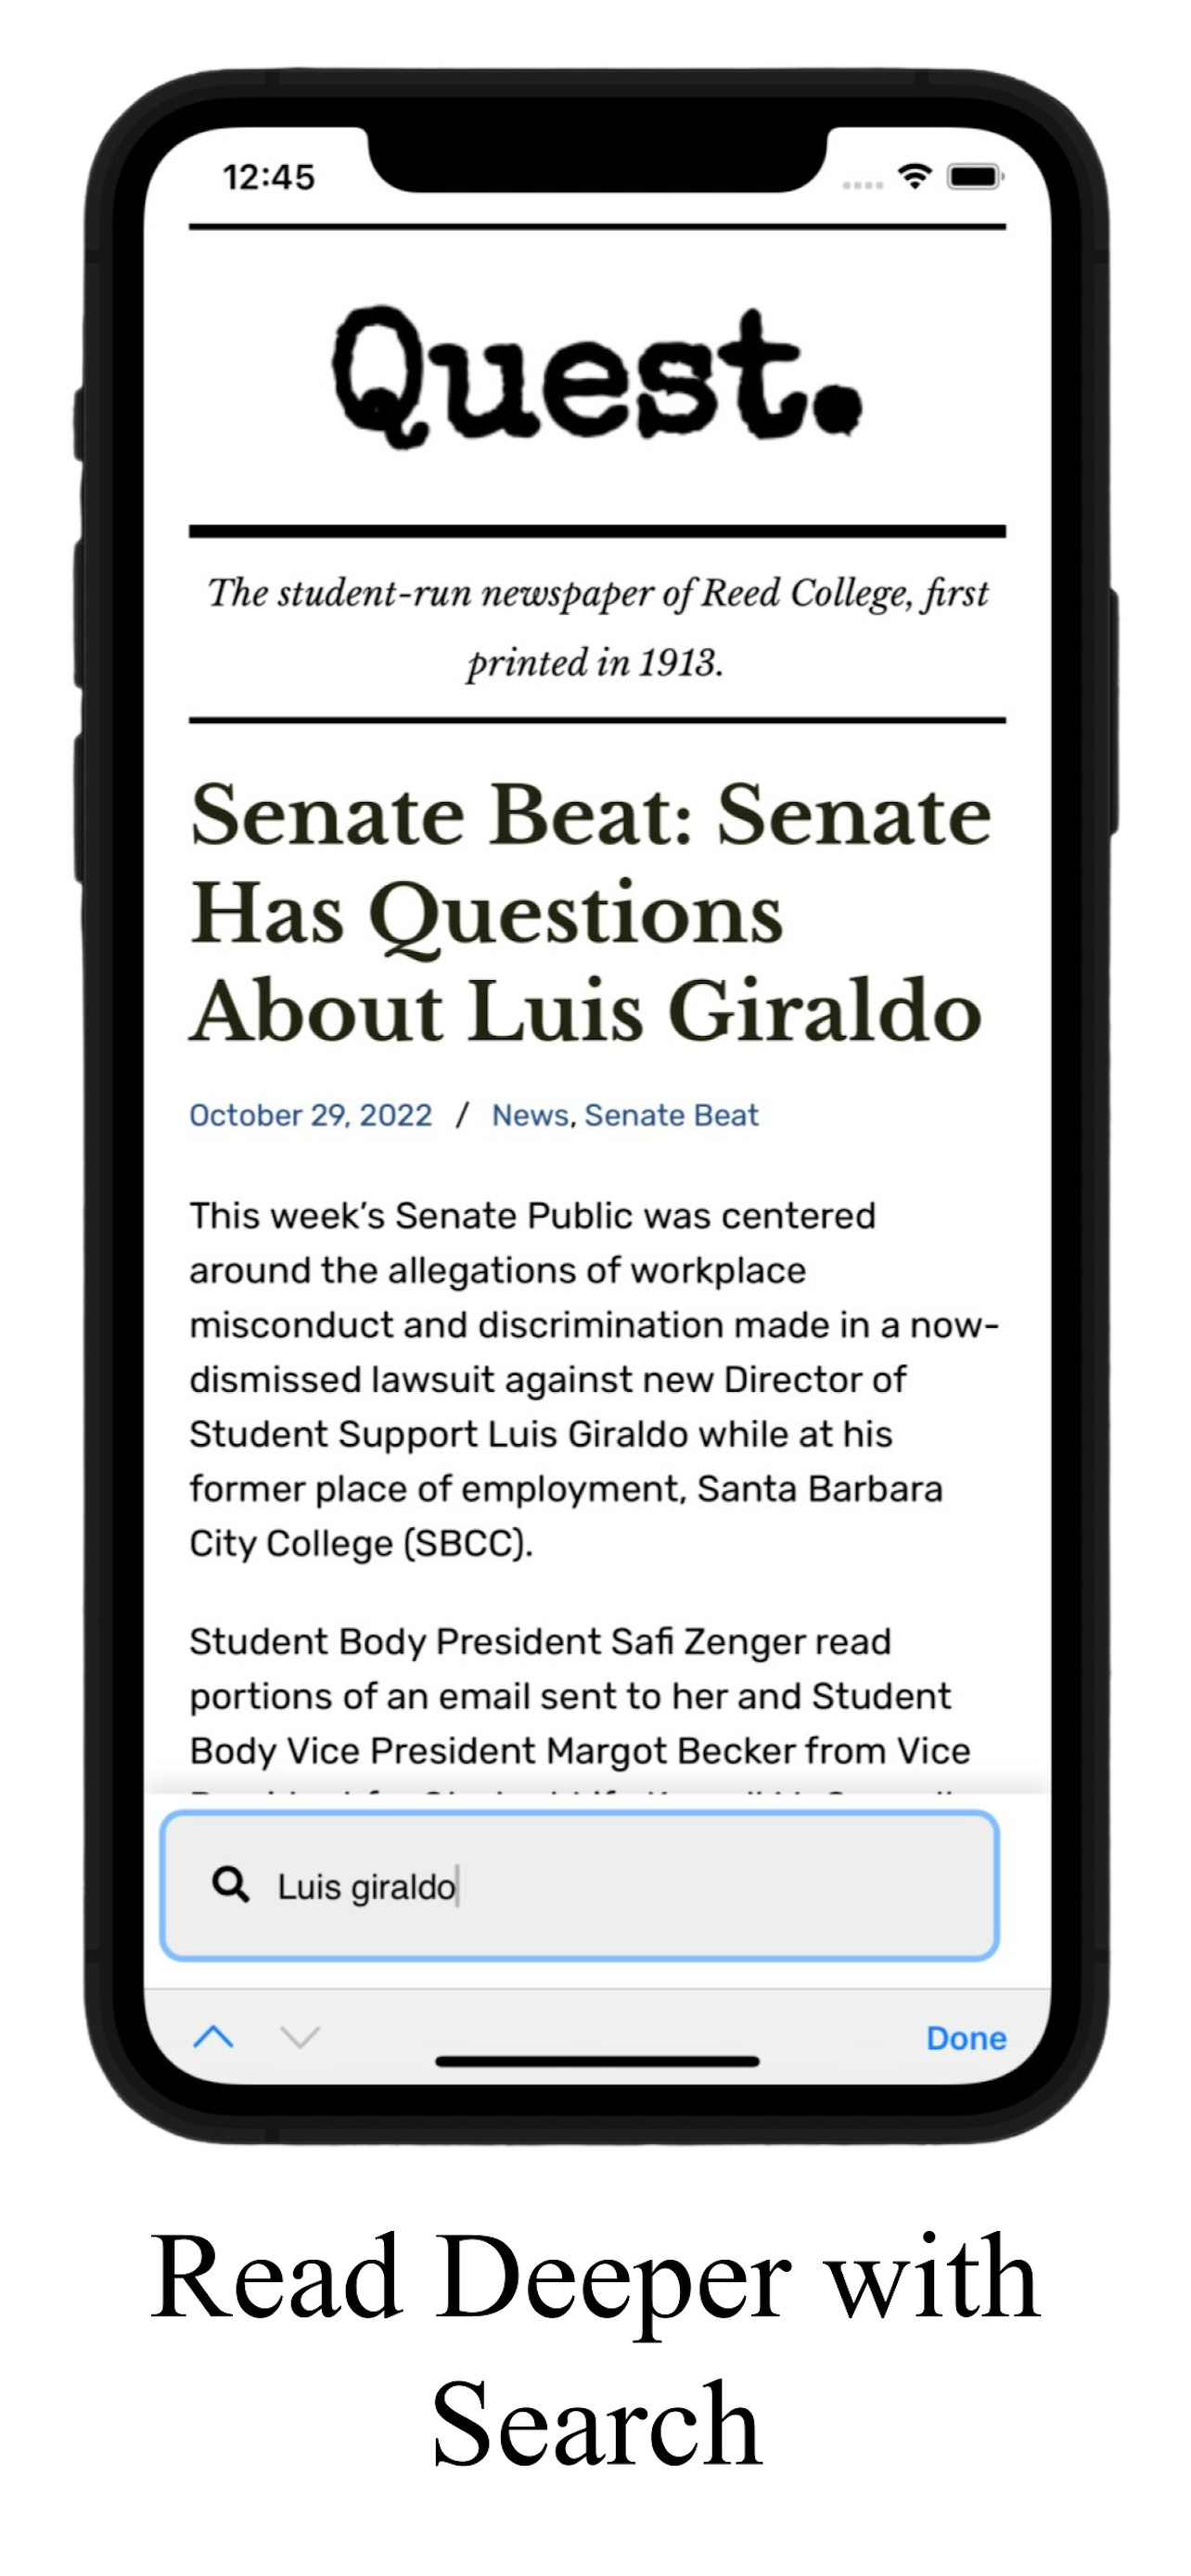 12:45
Quest.
The student-run newspaper of Reed College, first
printed in 1913.
Senate Beat: Senate
Has Questions
About Luis Giraldo
October 29, 2022 / News, Senate Beat
This week’s Senate Public was centered
around the allegations of workplace
misconduct and discrimination made in a now-
dismissed lawsuit against new Director of
Student Support Luis Giraldo while at his
former place of employment, Santa Barbara
City College (SBCC).
Student Body President Safi Zenger read
portions of an email sent to her and Student
Body Vice President Margot Becker from Vice
Luis giraldo
Done
Read Deeper with
Search